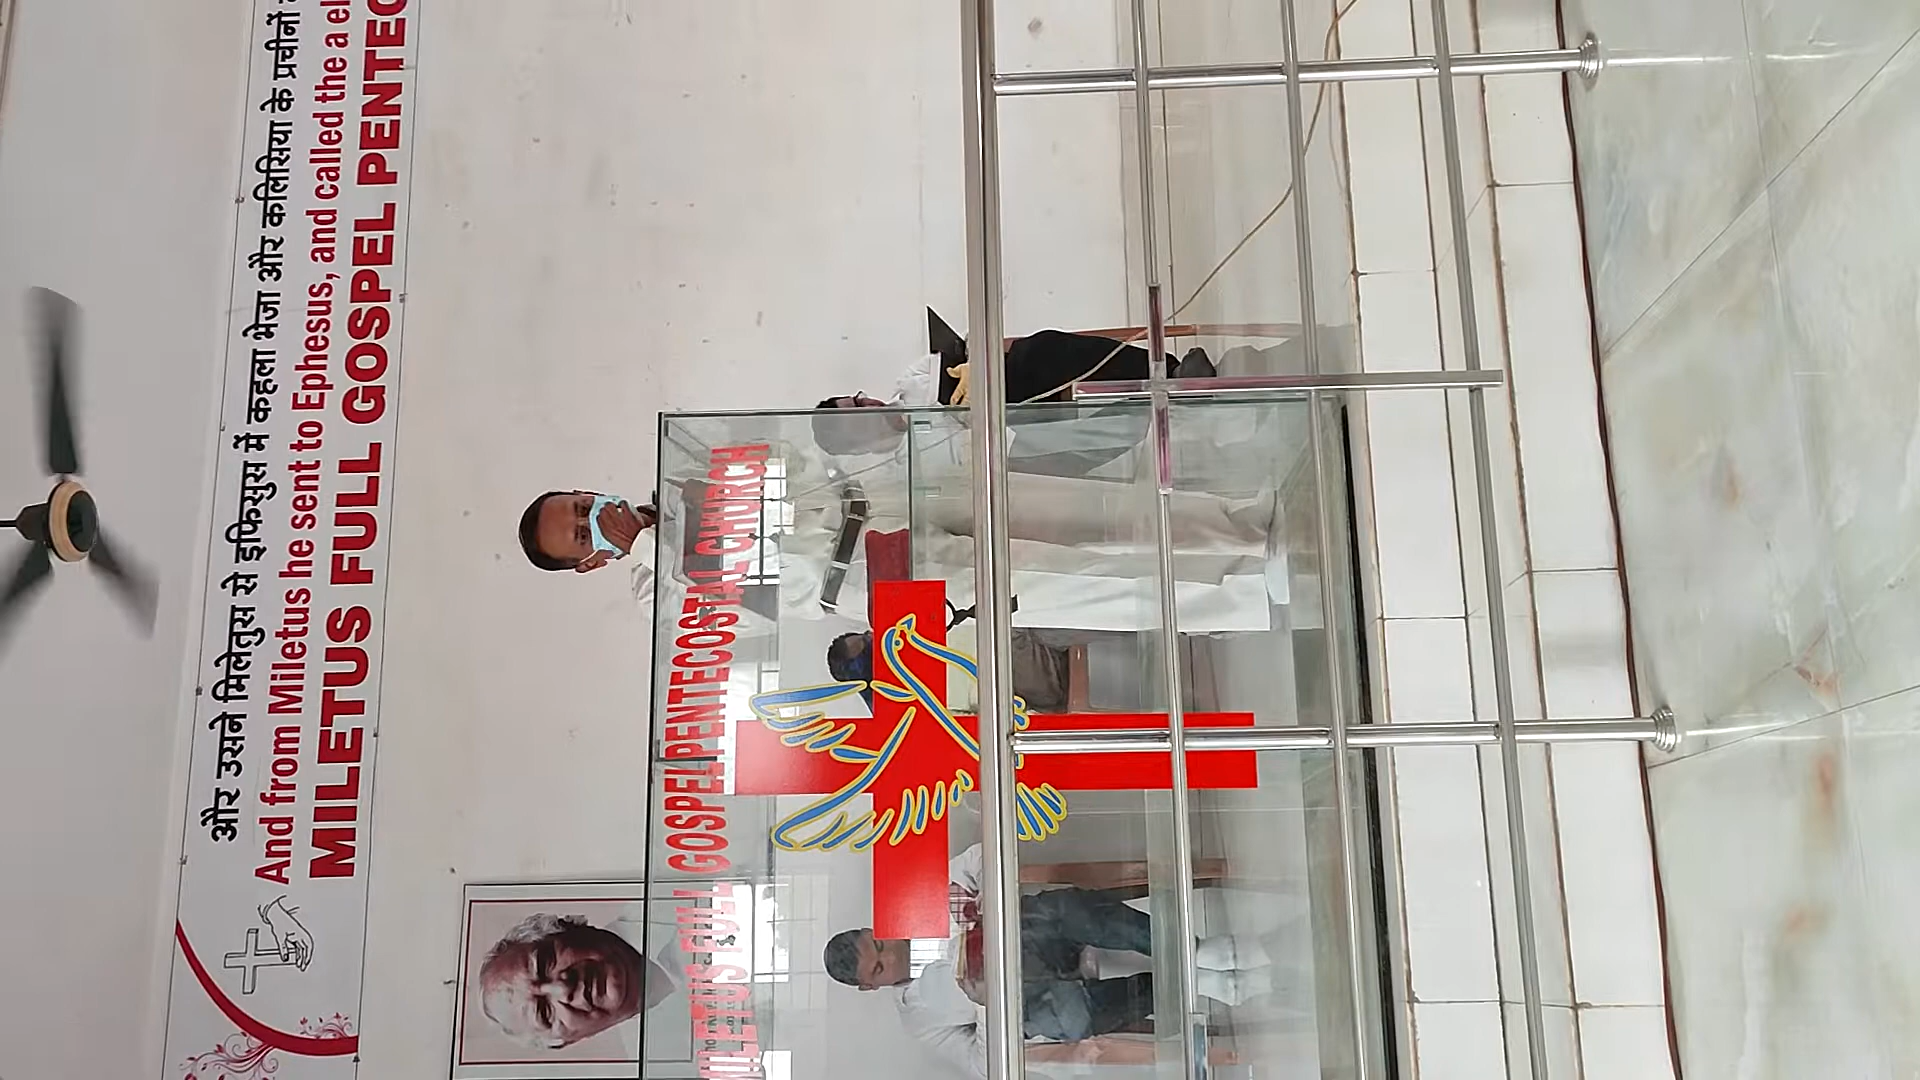 और उसने मिलेतुस से इफिसुस में कहला भेजा और कलिसिया के प्रचीनों
And from Miletus he sent to Ephesus, and called the a el
MILETUS FULL GOSPEL PENTEC
MILETUS FULL GOSPEL PENTECOSTAL CHURCH